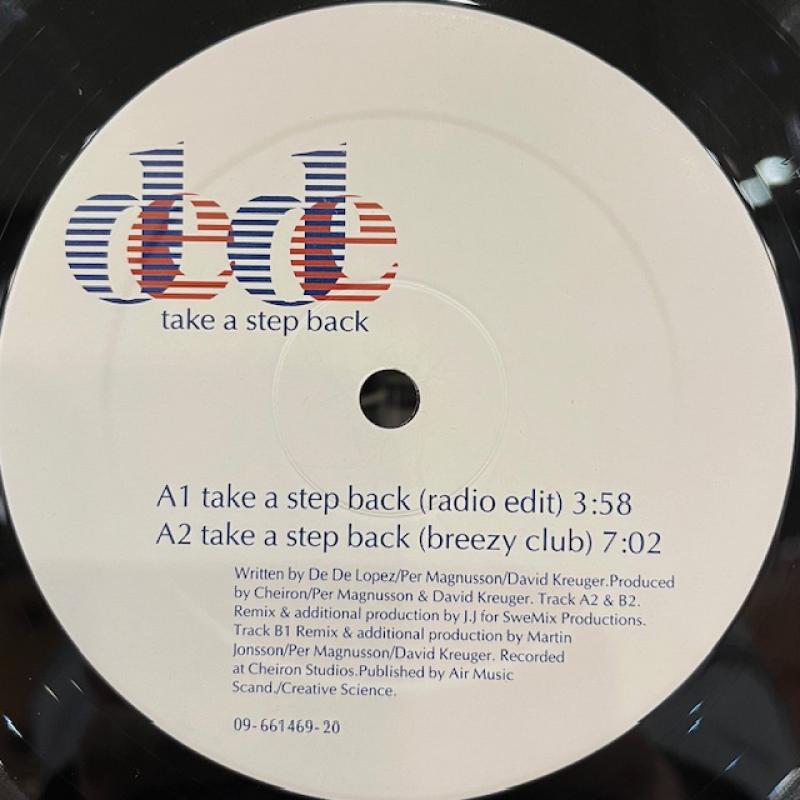 dede
take a step back
A1 take a step back (radio edit) 3:58
A2 take a step back (breezy club) 7:02
Written by De De Lopez/Per Magnusson/David Kreuger.Produced
by Cheiron/Per Magnusson & David Kreuger. Track A2 & B2.
Remix & additional production by J.J for SweMix Productions.
Track B1 Remix & additional production by Martin
Jonsson/Per Magnusson/David Kreuger. Recorded
at Cheiron Studios.Published by Air Music
Scand./Creative Science.
09-661469-20